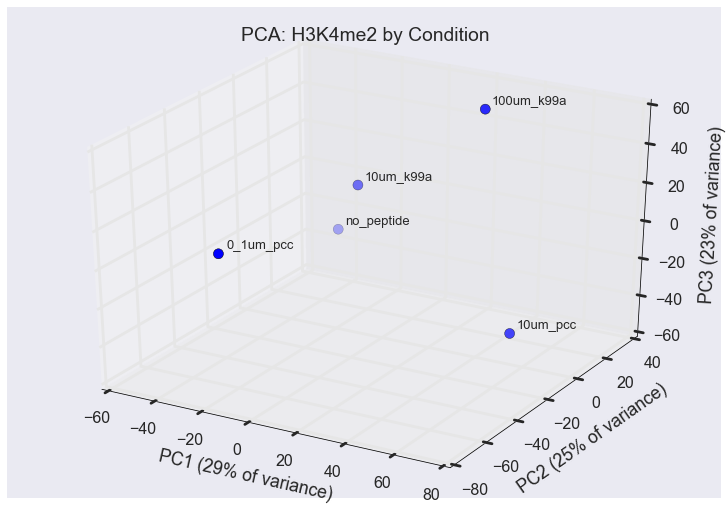 PCA: H3K4me2 by Condition
100um_k99a
10um_k99a
no_peptide
0_1um_pcc
10um_pcc
60
40
20
0
−20
−40
−60
PC3 (23% of variance)
40
20
0
−20
−40
−60
−80
PC2 (25% of variance)
−60
−40
−20
0
20
40
60
80
PC1 (29% of variance)